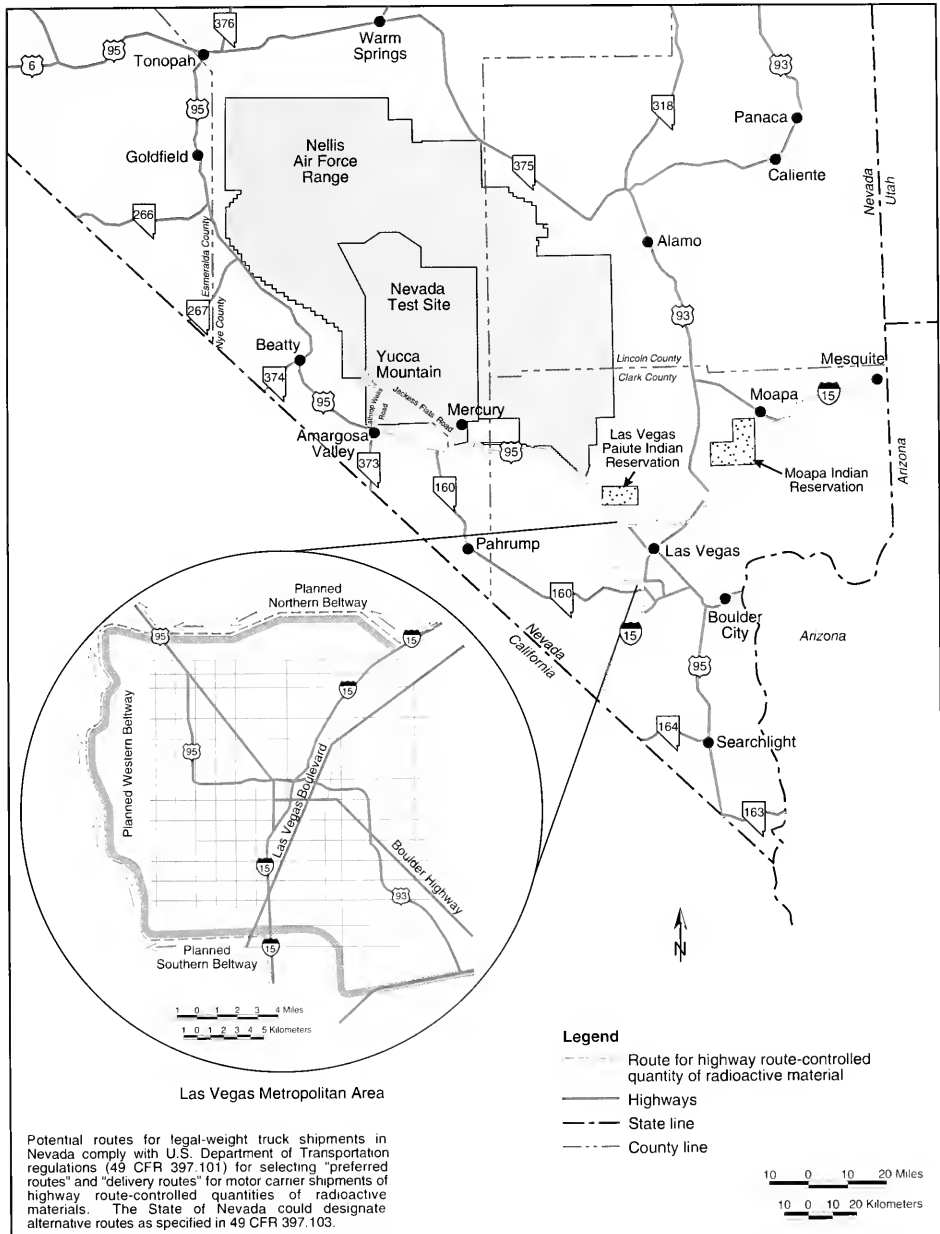 376
95
6
Tonopah
Warm
Springs
93
95
318
Panaca
Goldfield
Nellis
Air Force
Range
375
Caliente
Nevada
Utah
266
Alamo
Esmeralda County
Nye County
Nevada
Test Site
267
93
Beatty
Yucca
Mountain
Lincoln County
Clark County
Mesquite
374
95
Jackass Flats Road
Road
Mercury
Moapa
15
Amargosa
Valley
373
95
Las Vegas
Paiute Indian
Reservation
Moapa Indian
Reservation
Arizona
160
Pahrump
Las Vegas
160
Boulder
City
Nevada
California
15
Arizona
95
164
Searchlight
163
N
Planned
Northern Beltway
95
15
15
Planned Western Beltway
95
Las Vegas Boulevard
15
Boulder Highway
93
15
Planned
Southern Beltway
1 0 1 2 3 4 Miles
1 0 1 2 3 4 5 Kilometers
Las Vegas Metropolitan Area
Potential routes for legal-weight truck shipments in
Nevada comply with U.S. Department of Transportation
regulations (49 CFR 397.101) for selecting "preferred
routes" and "delivery routes" for motor carrier shipments of
highway route-controlled quantities of radioactive
materials. The State of Nevada could designate
alternative routes as specified in 49 CFR 397.103.
Legend
Route for highway route-controlled
quantity of radioactive material
Highways
State line
County line
10 0 10 20 Miles
10 0 10 20 Kilometers